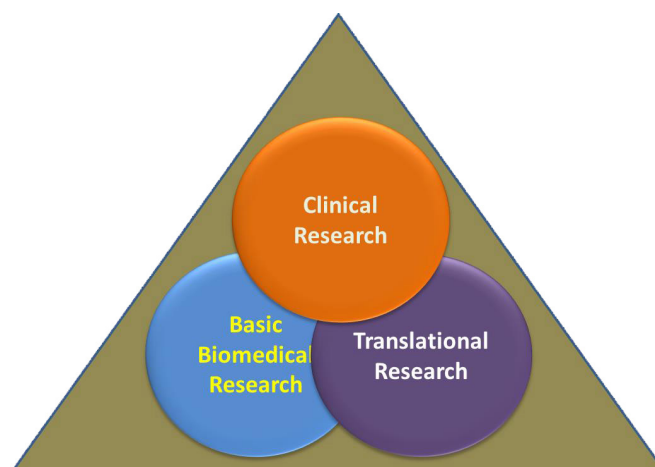 Clinical
Research
Basic
Biomedical
Research
Translational
Research